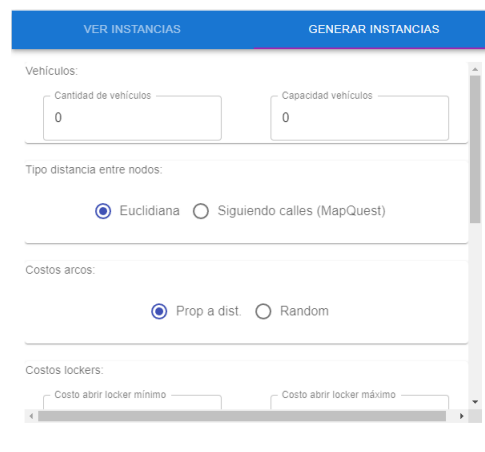 VER INSTANCIAS GENERAR INSTANCIAS
Vehículos:
Cantidad de vehículos Capacidad vehículos
0 0
Tipo distancia entre nodos:
Euclidiana Siguiendo calles (MapQuest)
Costos arcos:
Prop a dist. Random
Costos lockers:
Costo abrir locker mínimo Costo abrir locker máximo